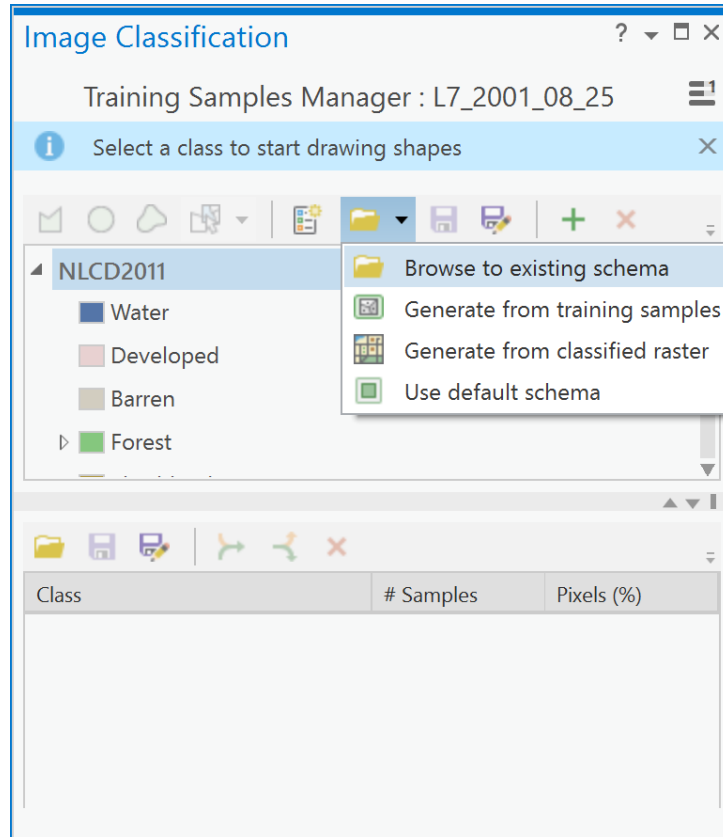 Image Classification
?
Training Samples Manager : L7_2001_08_25
1
Select a class to start drawing shapes
NLCD2011
Water
Developed
Barren
Forest
Browse to existing schema
Generate from training samples
Generate from classified raster
Use default schema
Class # Samples Pixels (%)